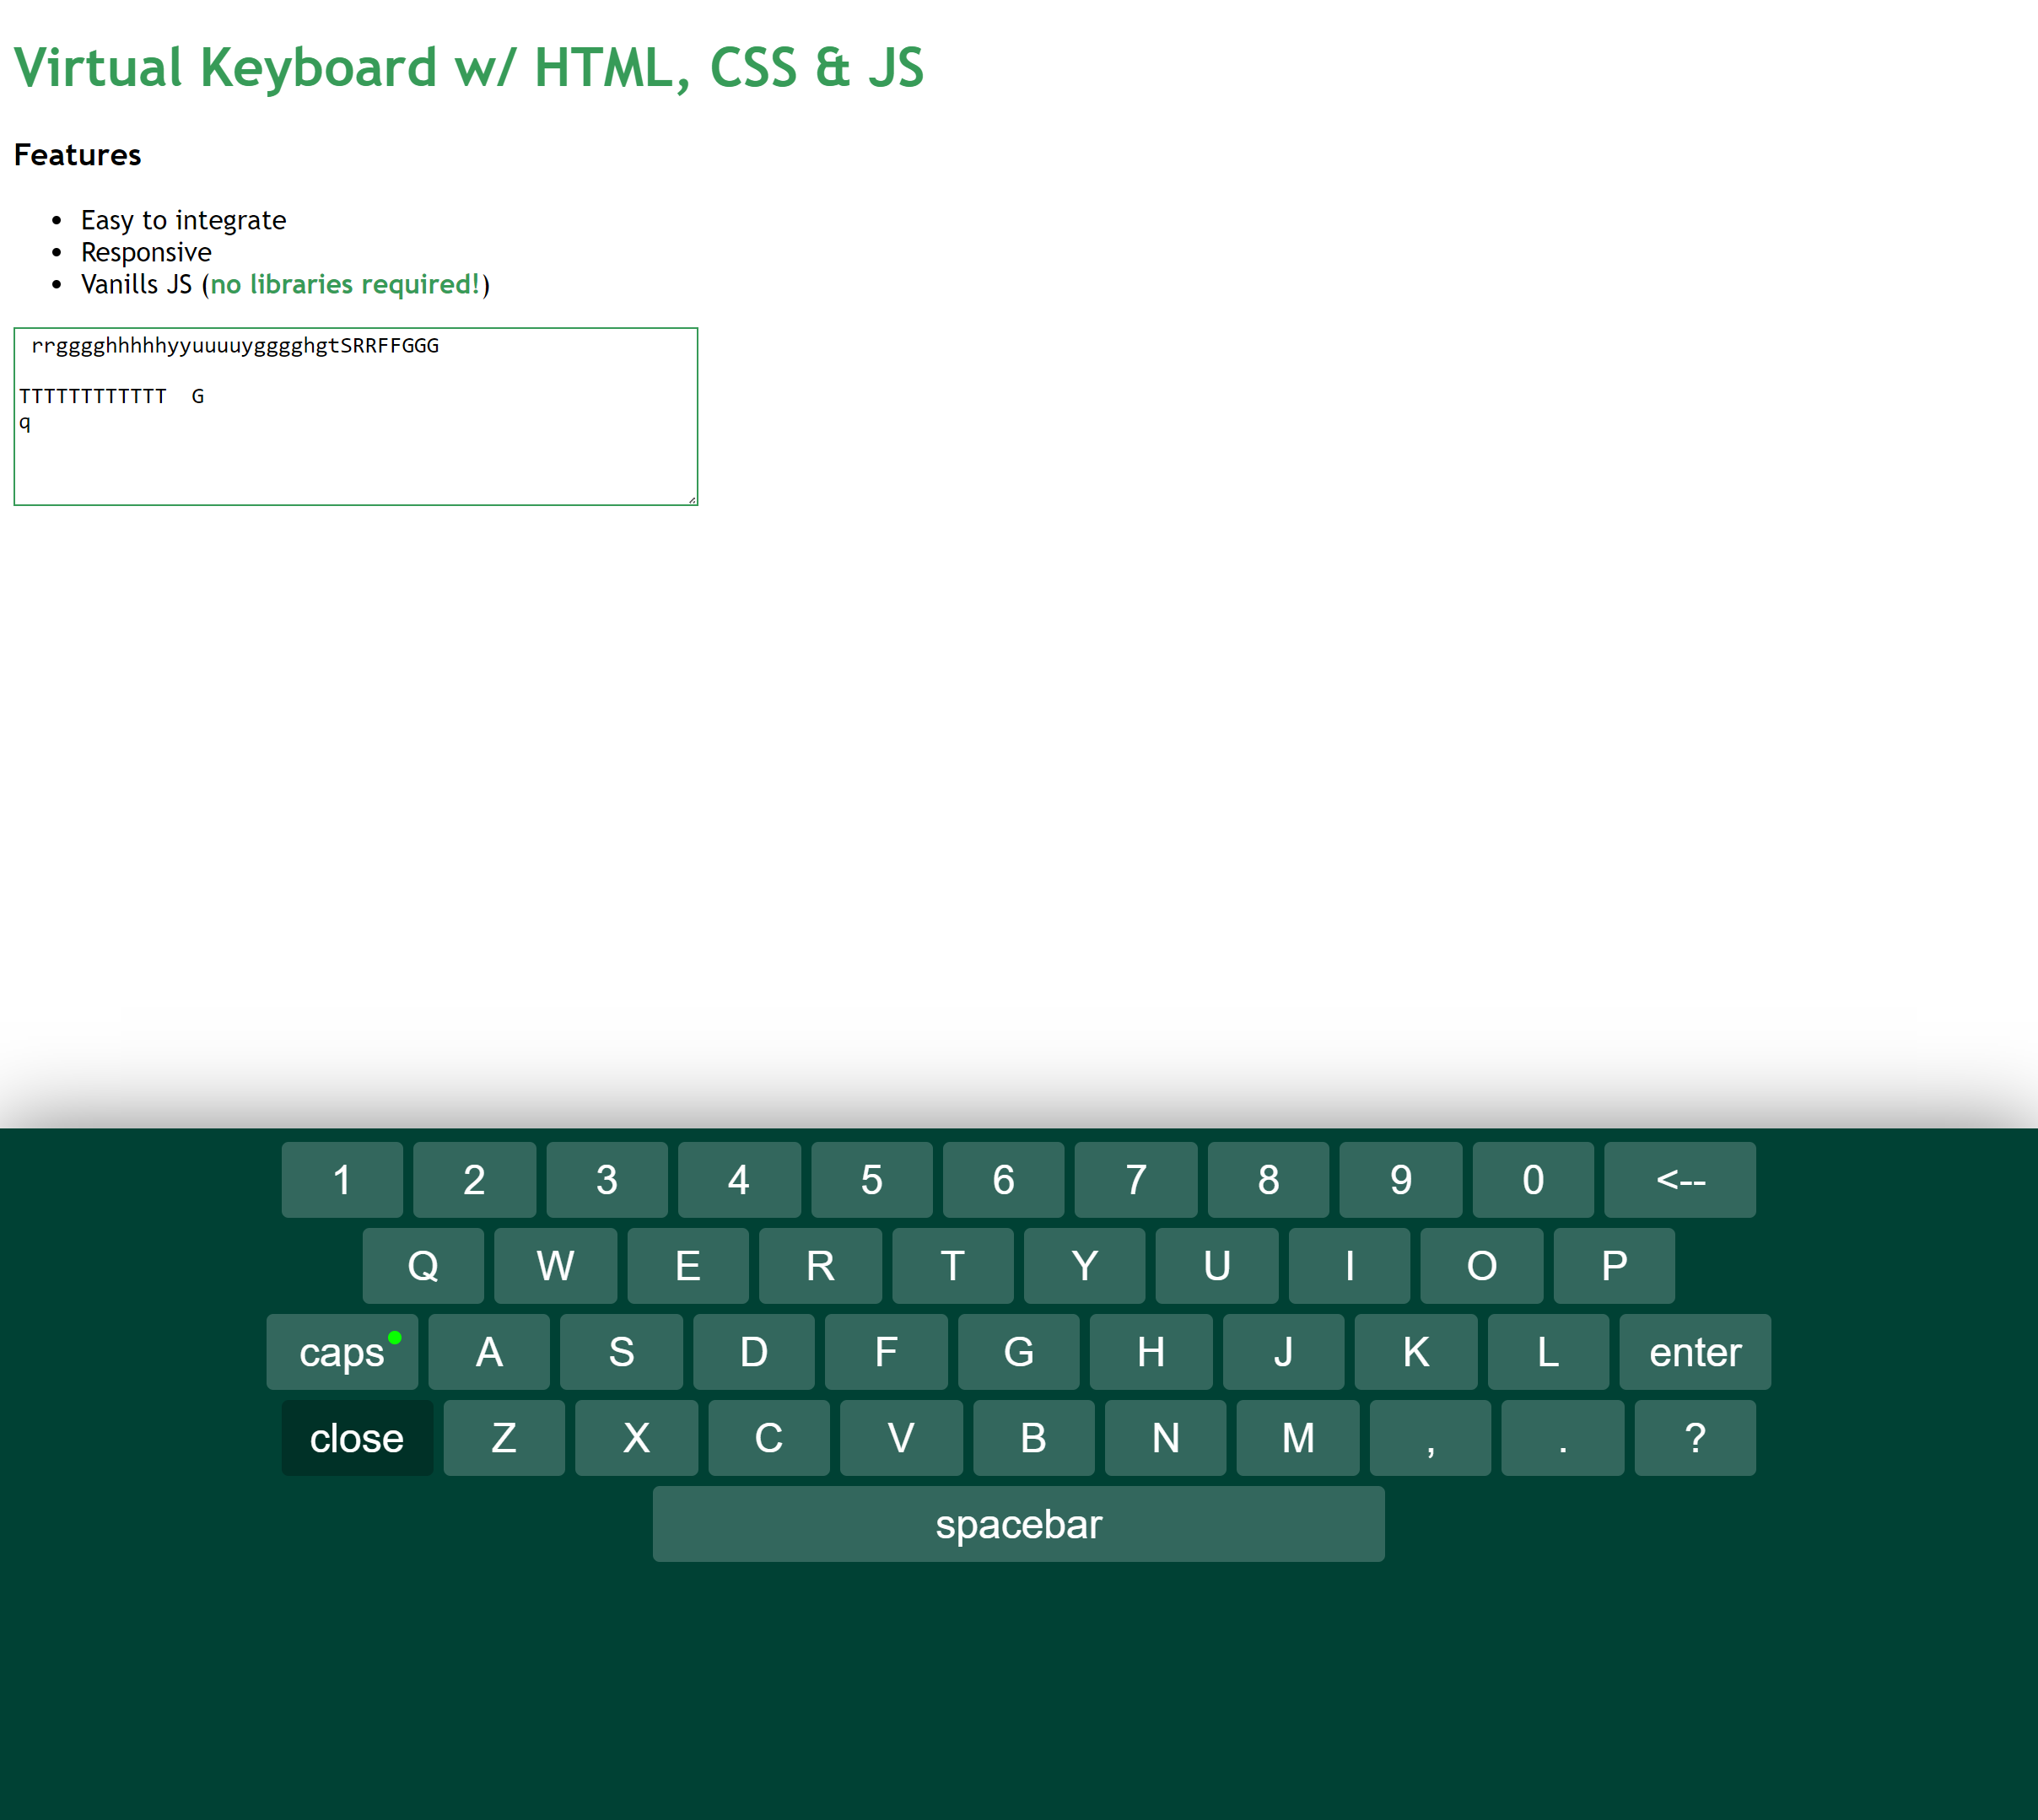 Virtual Keyboard w/ HTML, CSS & JS
Features
Easy to integrate
Responsive
Vanills JS (no libraries required!)
rrgggghhhhhyyuuuuygggghgtSRRFFGGG
TTTTTTTTTTTT  G
q
1 2 3 4 5 6 7 8 9 0 <--
Q W E R T Y U I O P
caps A S D F G H J K L enter
close Z X C V B N M , . ?
spacebar